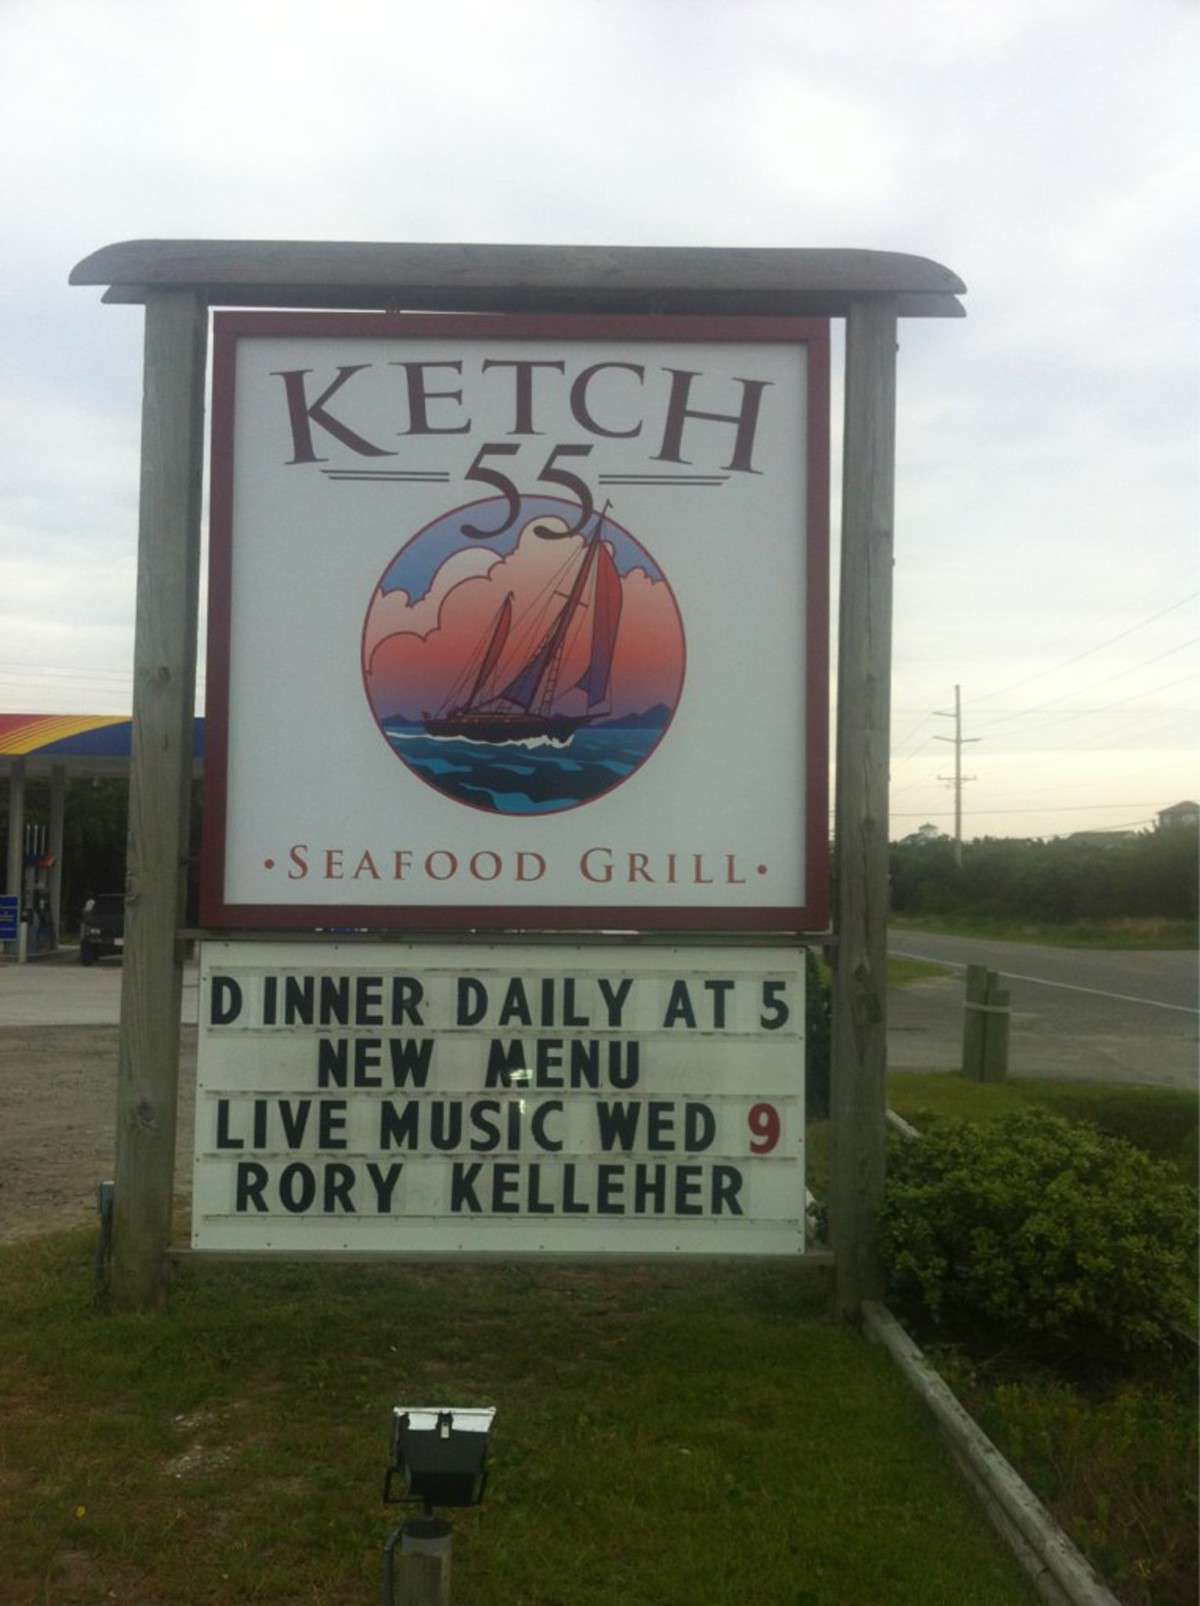 KETCH
55
• SEAFOOD GRILL •
DINNER DAILY AT 5
NEW MENU
LIVE MUSIC WED 9
RORY KELLEHER